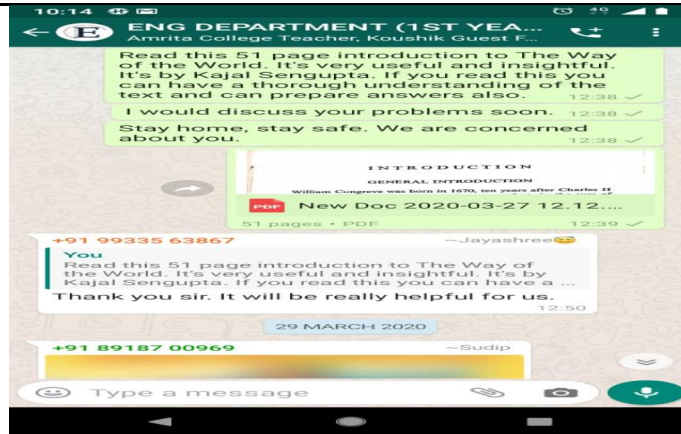 10:14
4G
ENG DEPARTMENT (1ST YEA...
Amrita College Teacher, Koushik Guest F...
Read this 51 page introduction to The Way
of the World. It's very useful and insightful.
It's by Kajal Sengupta. If you read this you
can have a thorough understanding of the
text and can prepare answers also. 12:38
I would discuss your problems soon. 12:38
Stay home, stay safe. We are concerned
about you. 12:38
INTRODUCTION
GENERAL INTRODUCTION
William Congreve was born in 1670, ten years after Charles II
PDF New Doc 2020-03-27 12.12....
51 pages • PDF 12:39
+91 99335 63867 ~Jayashree😇
You
Read this 51 page introduction to The Way of
the World. It's very useful and insightful. It's by
Kajal Sengupta. If you read this you can have a ...
Thank you sir. It will be really helpful for us.
12:50
29 MARCH 2020
+91 89187 00969 ~Sudip
Type a message